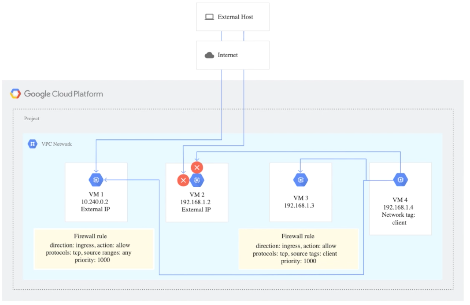 External Host
Internet
Google Cloud Platform
Project
VPC Network
VM 1
10.240.0.2
External IP
VM 2
192.168.1.2
External IP
VM 3
192.168.1.3
VM 4
192.168.1.4
Network tag:
client
Firewall rule
direction: ingress, action: allow
protocols: tcp, source ranges: any
priority: 1000
Firewall rule
direction: ingress, action: allow
protocols: tcp, source tags: client
priority: 1000